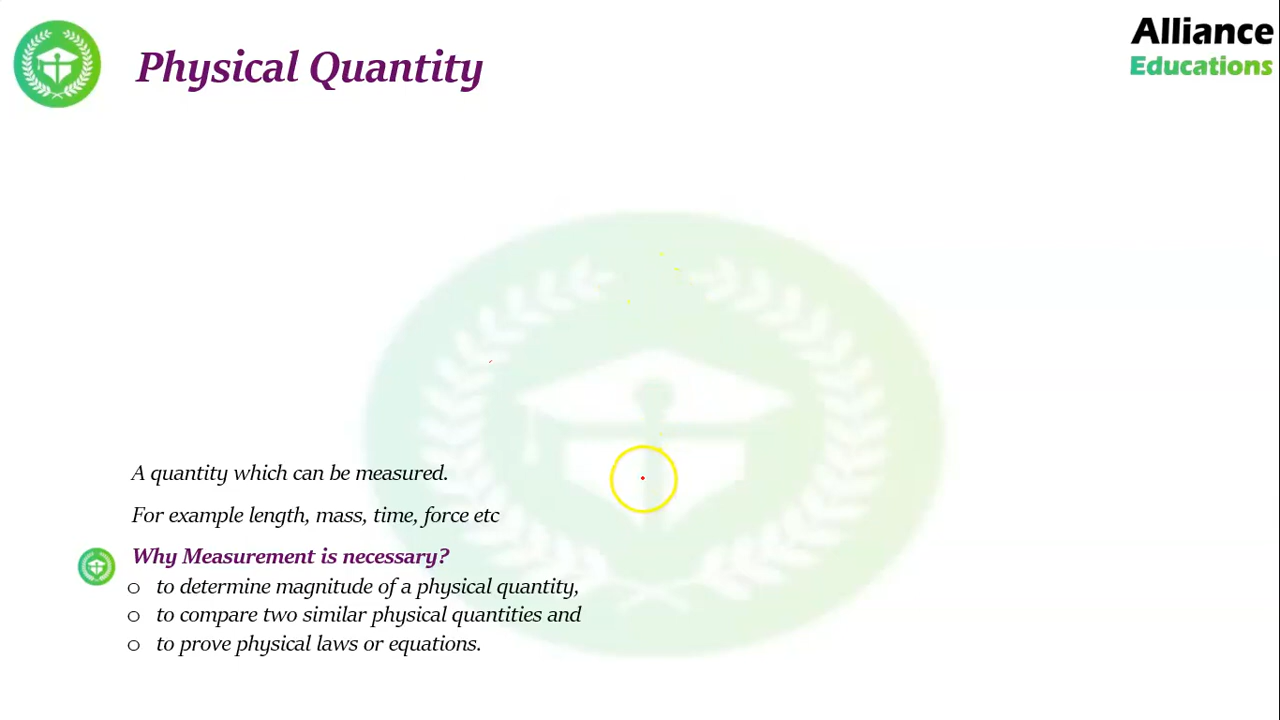 Physical Quantity
Alliance
Educations
A quantity which can be measured.
For example length, mass, time, force etc
Why Measurement is necessary?
o to determine magnitude of a physical quantity,
o to compare two similar physical quantities and
o to prove physical laws or equations.